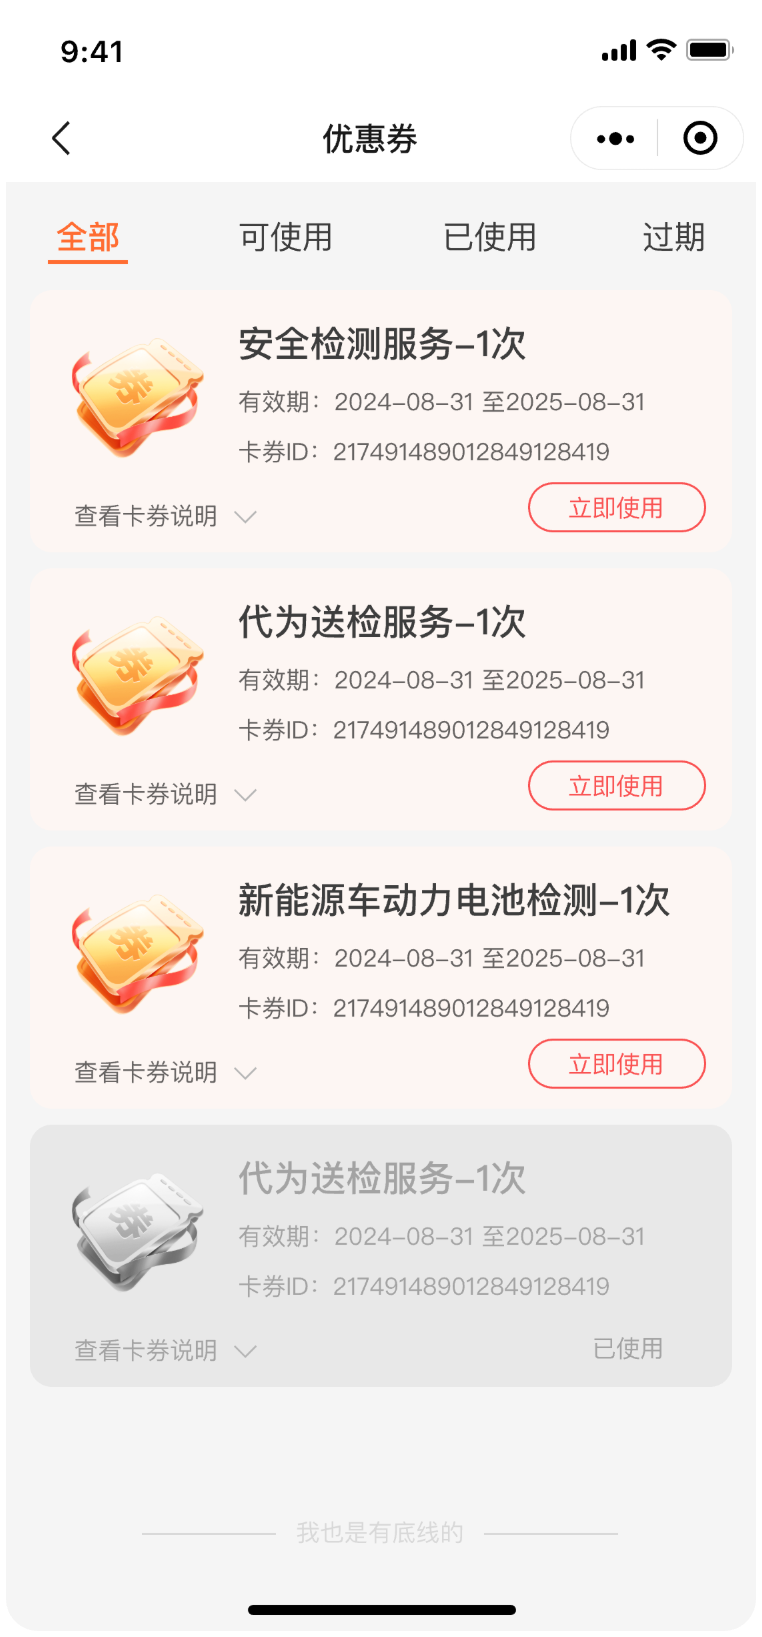 9:41
优惠券
全部 可使用 已使用 过期
券
安全检测服务-1次
有效期：2024-08-31 至2025-08-31
卡券ID：217491489012849128419
查看卡券说明
立即使用
券
代为送检服务-1次
有效期：2024-08-31 至2025-08-31
卡券ID：217491489012849128419
查看卡券说明
立即使用
券
新能源车动力电池检测-1次
有效期：2024-08-31 至2025-08-31
卡券ID：217491489012849128419
查看卡券说明
立即使用
券
代为送检服务-1次
有效期：2024-08-31 至2025-08-31
卡券ID：217491489012849128419
查看卡券说明
已使用
我也是有底线的